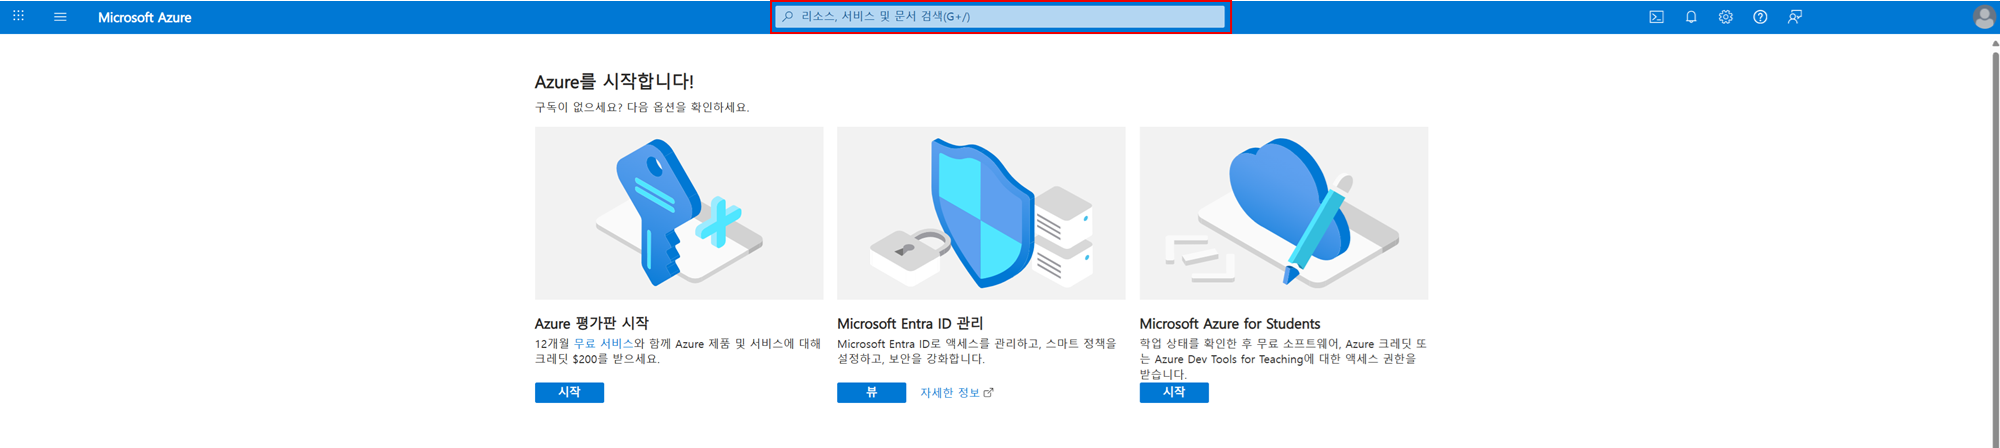 Microsoft Azure
리소스, 서비스 및 문서 검색(G+/)
Azure를 시작합니다!
구독이 없으세요? 다음 옵션을 확인하세요.
Azure 평가판 시작
12개월 무료 서비스와 함께 Azure 제품 및 서비스에 대해
크레딧 $200를 받으세요.
시작
Microsoft Entra ID 관리
Microsoft Entra ID로 액세스를 관리하고, 스마트 정책을
설정하고, 보안을 강화합니다.
뷰
자세한 정보
Microsoft Azure for Students
학업 상태를 확인한 후 무료 소프트웨어, Azure 크레딧 또
는 Azure Dev Tools for Teaching에 대한 액세스 권한을
받습니다.
시작